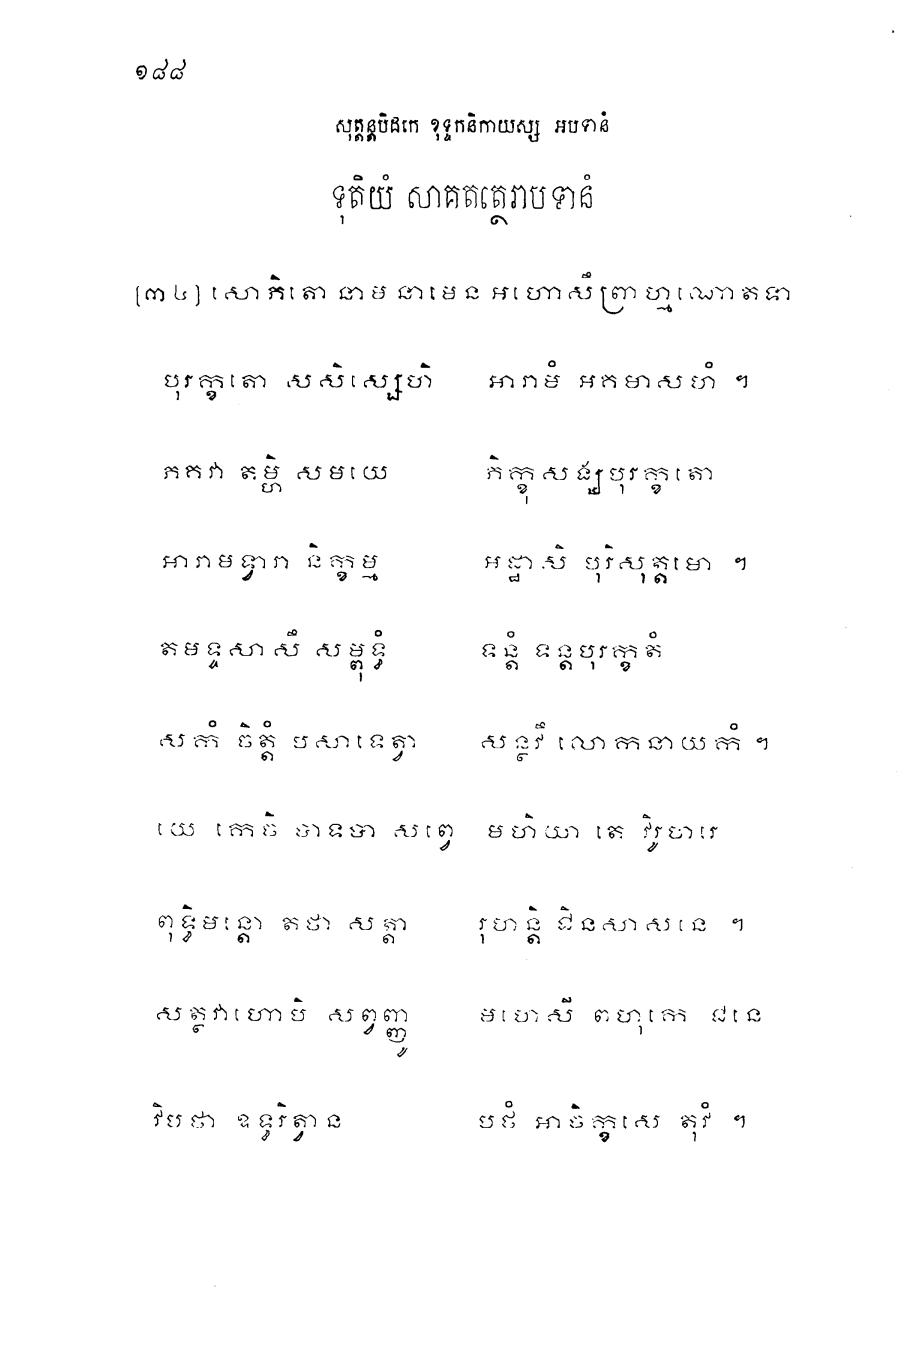 ១៨៨
សុត្តន្តបិដកេ ខុទ្ទកនិកាយស្ស អបទានំ
ទុតិយំ សាគតត្ថេរាបទានំ
[៣៤] សោភិតោ នាម នាមេន អហោសឹ ព្រាហ្មណោ តទា
បុរក្ខតោ សសិស្សេហិ អារាមំ អគមាសហំ ។
ភគវា តម្ហិ សមយេ ភិក្ខុសង្ឃបុរក្ខតោ
អារាមទ្វារា និក្ខម្ម អដ្ឋាសិ បុរិសុត្តមោ ។
តមទ្ទសាសឹ សម្ពុទ្ធំ ទន្តំ ទន្តបុរក្ខតំ
សកំ ចិត្តំ បសាទេត្វា សន្ថវឹ លោកនាយកំ ។
យេ កេចិ បាទបា សព្វេ មហិយា តេ វិរូហរេ
ពុទ្ធិមន្តោ តថា សត្តា រុហន្តិ ជិនសាសនេ ។
សត្ថវាហោបិ សព្វញ្ញូ មហេសី ពហុកេ ជនេ
វិបថា ឧទ្ធរិត្វាន បថំ អាចិក្ខសេ តុវំ ។